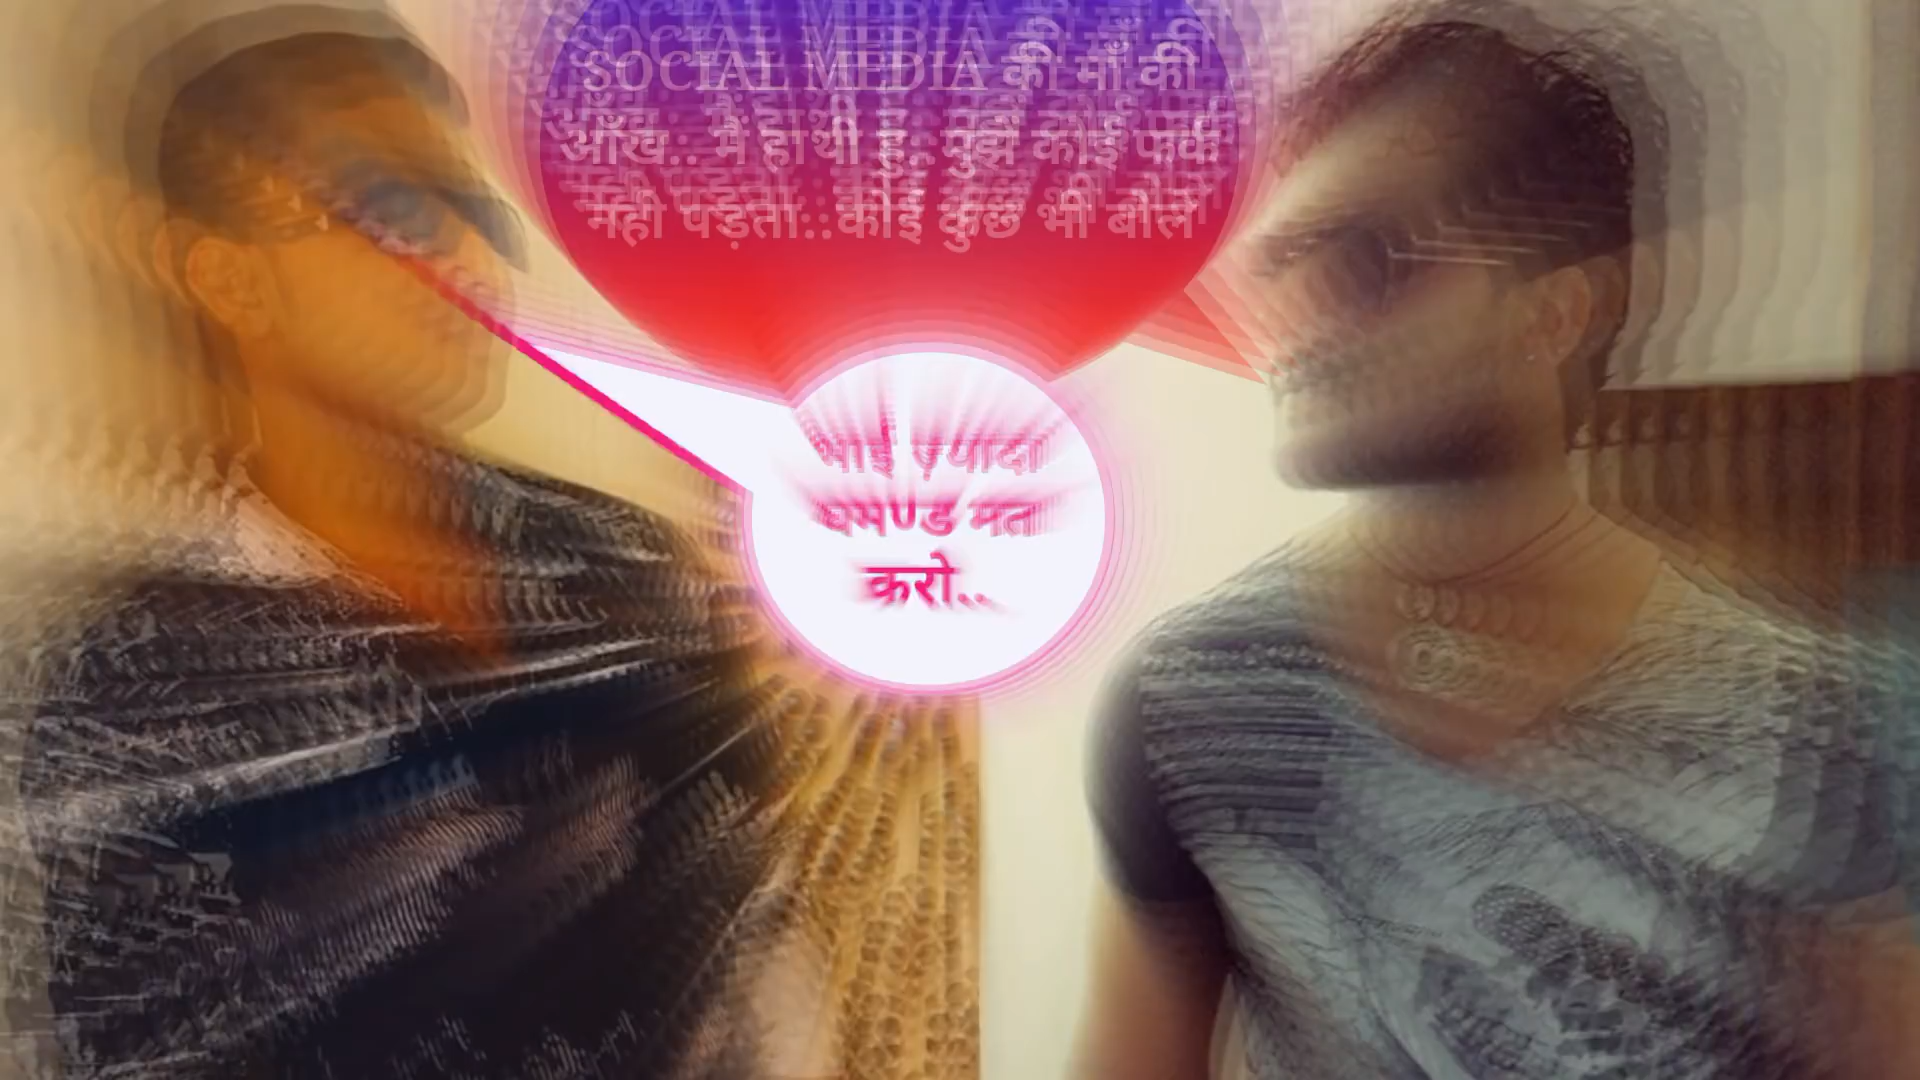 SOCIAL MEDIA की माँ की
आँख.. मैं हाथी हु.. मुझे कोई फर्क
नही पड़ता..कोई कुछ भी बोले
भाई ज़्यादा
घमण्ड मत
करो..